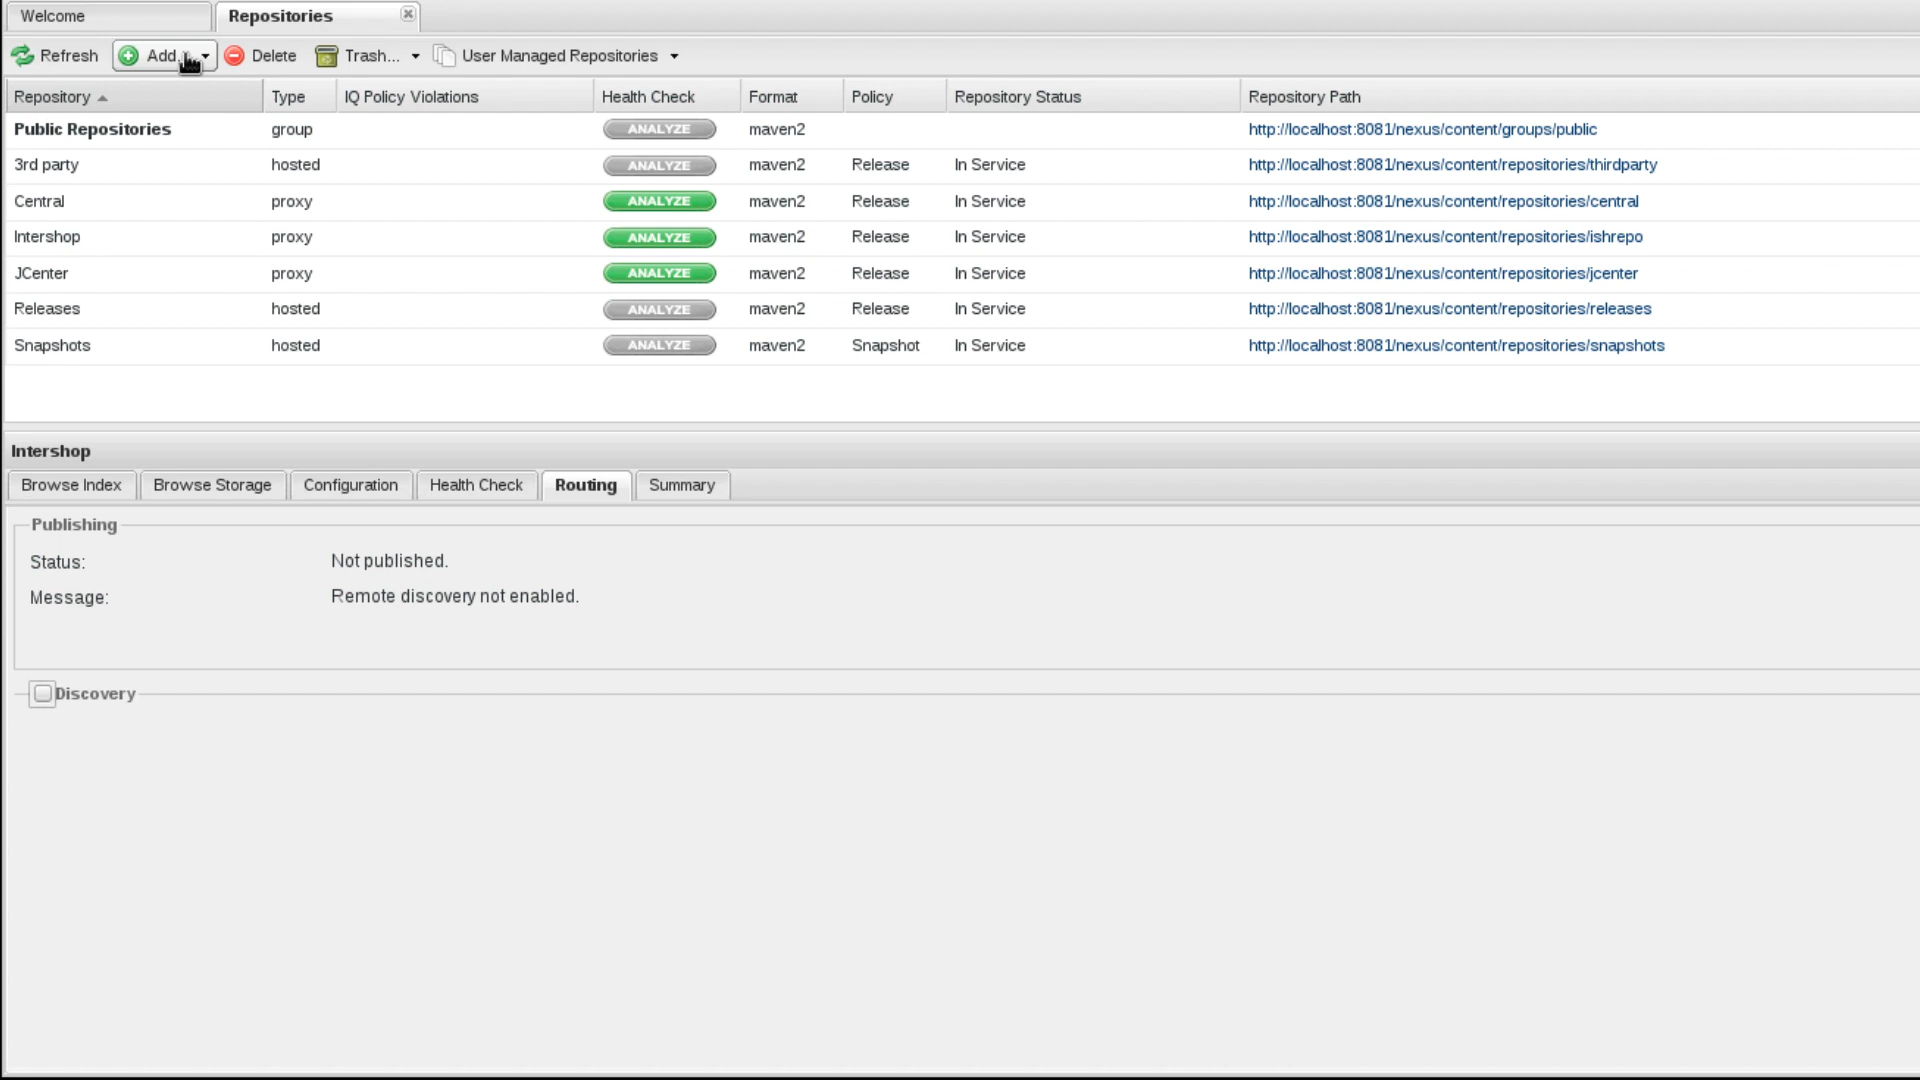 Welcome Repositories
Refresh Add... Delete Trash... User Managed Repositories
Repository Type IQ Policy Violations Health Check Format Policy Repository Status Repository Path
Public Repositories group ANALYZE maven2 http://localhost:8081/nexus/content/groups/public
3rd party hosted ANALYZE maven2 Release In Service http://localhost:8081/nexus/content/repositories/thirdparty
Central proxy ANALYZE maven2 Release In Service http://localhost:8081/nexus/content/repositories/central
Intershop proxy ANALYZE maven2 Release In Service http://localhost:8081/nexus/content/repositories/ishrepo
JCenter proxy ANALYZE maven2 Release In Service http://localhost:8081/nexus/content/repositories/jcenter
Releases hosted ANALYZE maven2 Release In Service http://localhost:8081/nexus/content/repositories/releases
Snapshots hosted ANALYZE maven2 Snapshot In Service http://localhost:8081/nexus/content/repositories/snapshots
Intershop
Browse Index Browse Storage Configuration Health Check Routing Summary
Publishing
Status: Not published.
Message: Remote discovery not enabled.
Discovery